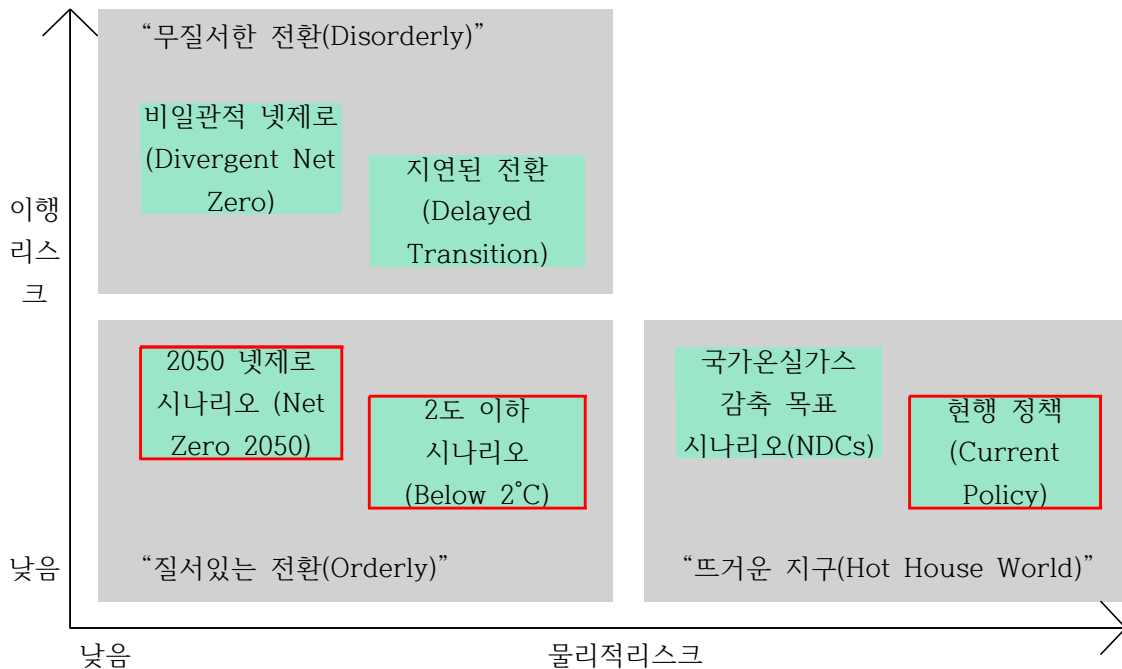 “무질서한 전환(Disorderly)”
비일관적 넷제로
(Divergent Net
Zero)
지연된 전환
(Delayed
Transition)
이행
리스
크
2050 넷제로
시나리오 (Net
Zero 2050)
2도 이하
시나리오
(Below 2˚C)
국가온실가스
감축 목표
시나리오(NDCs)
현행 정책
(Current
Policy)
낮음
“질서있는 전환(Orderly)”
“뜨거운 지구(Hot House World)”
낮음
물리적리스크